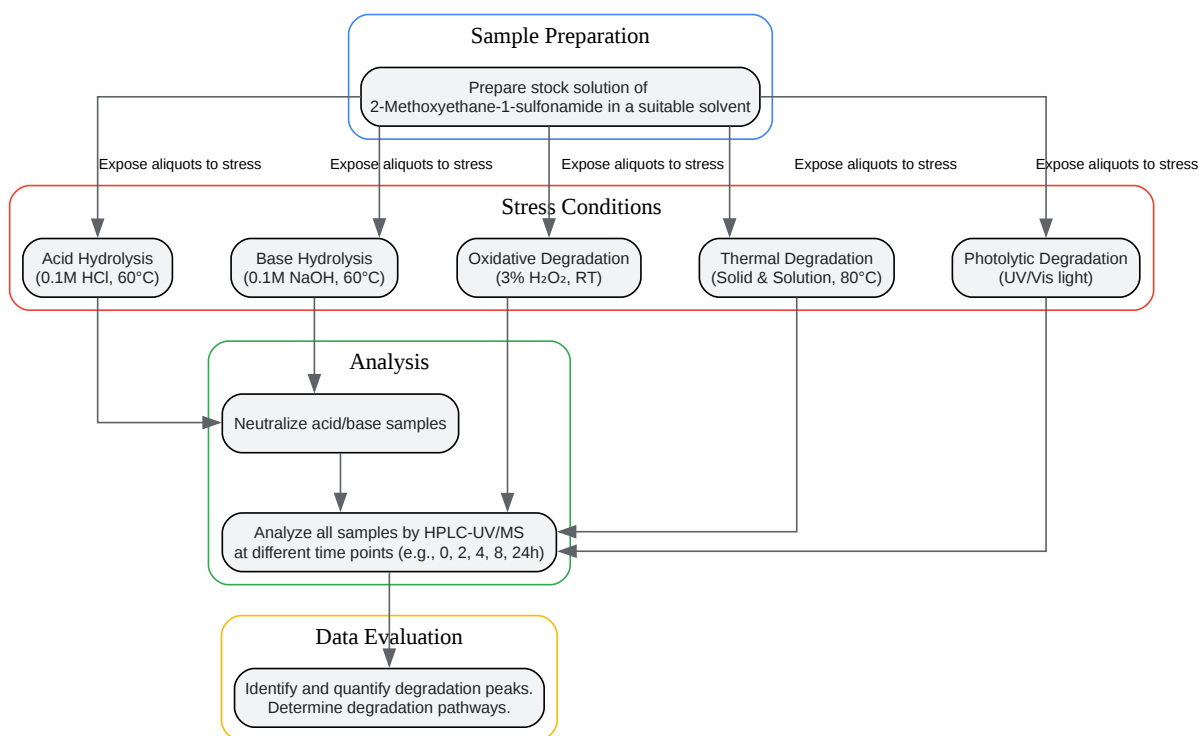 Sample Preparation
Prepare stock solution of
2-Methoxyethane-1-sulfonamide in a suitable solvent
Expose aliquots to stress
Expose aliquots to stress
Expose aliquots to stress
Expose aliquots to stress
Expose aliquots to stress
Stress Conditions
Acid Hydrolysis
(0.1M HCl, 60°C)
Base Hydrolysis
(0.1M NaOH, 60°C)
Oxidative Degradation
(3% H₂O₂, RT)
Thermal Degradation
(Solid & Solution, 80°C)
Photolytic Degradation
(UV/Vis light)
Analysis
Neutralize acid/base samples
Analyze all samples by HPLC-UV/MS
at different time points (e.g., 0, 2, 4, 8, 24h)
Data Evaluation
Identify and quantify degradation peaks.
Determine degradation pathways.